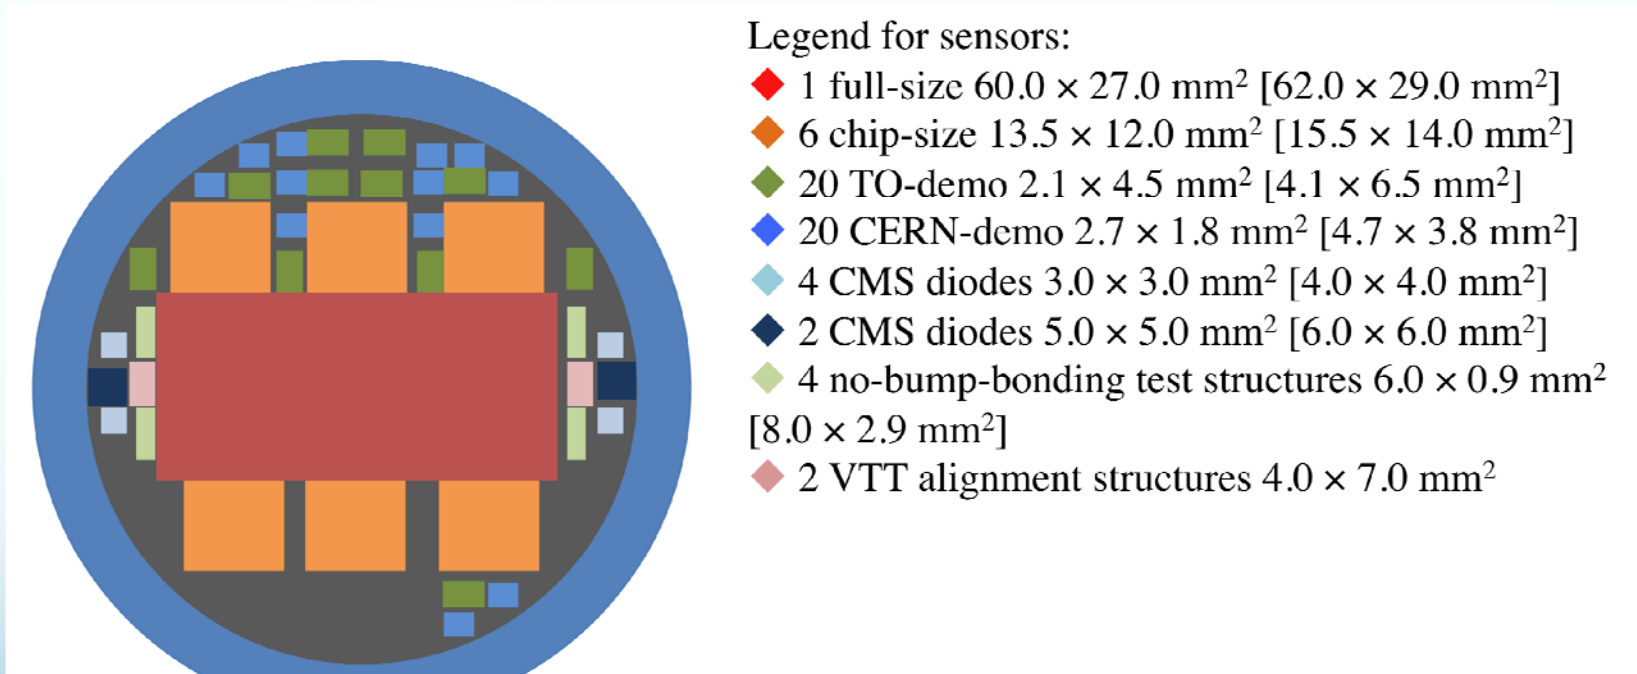 Legend for sensors:
1 full-size 60.0 × 27.0 mm² [62.0 × 29.0 mm²]
6 chip-size 13.5 × 12.0 mm² [15.5 × 14.0 mm²]
20 TO-demo 2.1 × 4.5 mm² [4.1 × 6.5 mm²]
20 CERN-demo 2.7 × 1.8 mm² [4.7 × 3.8 mm²]
4 CMS diodes 3.0 × 3.0 mm² [4.0 × 4.0 mm²]
2 CMS diodes 5.0 × 5.0 mm² [6.0 × 6.0 mm²]
4 no-bump-bonding test structures 6.0 × 0.9 mm²
[8.0 × 2.9 mm²]
2 VTT alignment structures 4.0 × 7.0 mm²